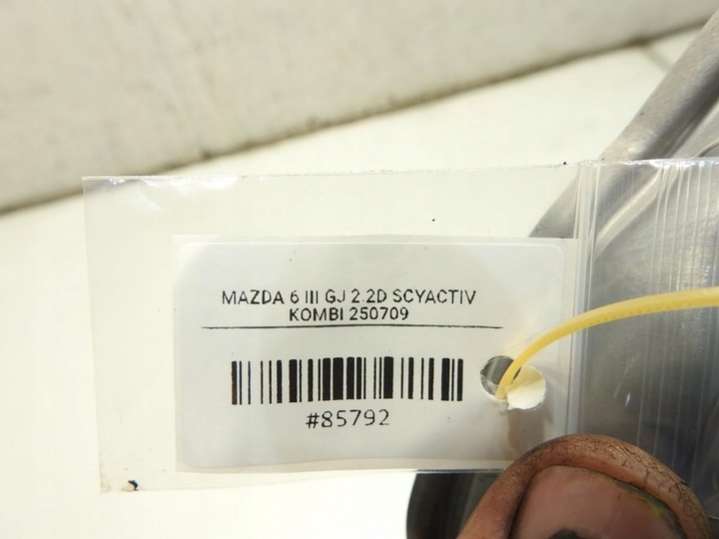 MAZDA 6 III GJ 2.2D SCYACTIV
KOMBI 250709
#85792